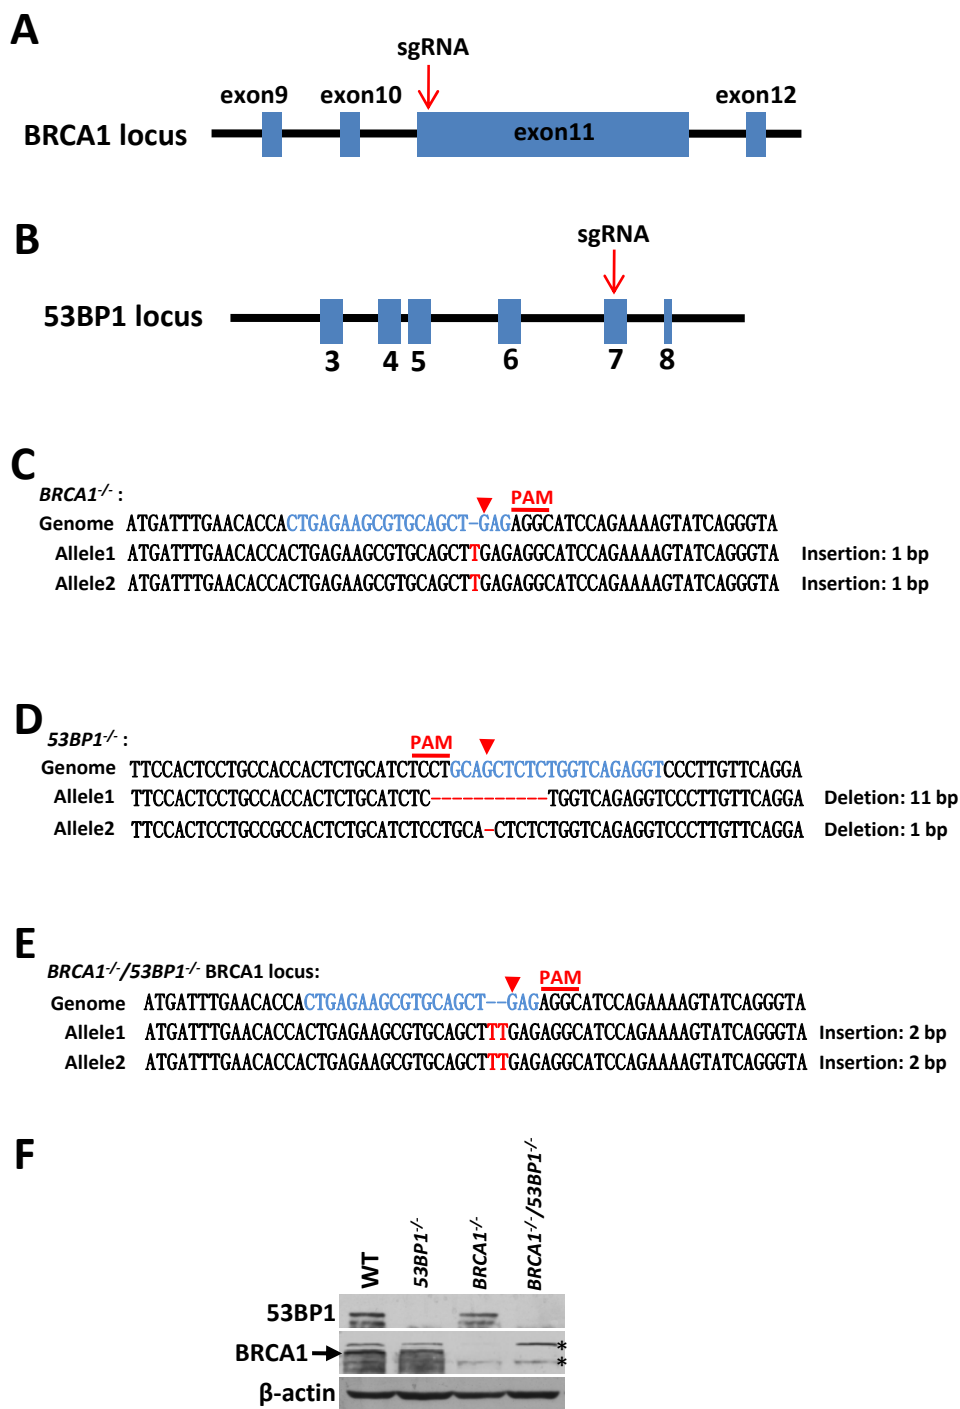 A
sgRNA
exon9 exon10 exon12
BRCA1 locus exon11
B
sgRNA
53BP1 locus
3 4 5 6 7 8
C
BRCA1-/- :
PAM
Genome ATGATTTGAACACCACTGAGAAGCGTGCAGCT-GAGAGGCATCCAGAAAAGTATCAGGGTA
Allele1 ATGATTTGAACACCACTGAGAAGCGTGCAGCTTGAGAGGCATCCAGAAAAGTATCAGGGTA Insertion: 1 bp
Allele2 ATGATTTGAACACCACTGAGAAGCGTGCAGCTTGAGAGGCATCCAGAAAAGTATCAGGGTA Insertion: 1 bp
D
53BP1-/- :
PAM
Genome TTCCACTCCTGCCACCACTCTGCATCTCCTGCAGCTCTCTGGTCAGAGGTCCCTTGTTCAGGA
Allele1 TTCCACTCCTGCCACCACTCTGCATCTC-----------TGGTCAGAGGTCCCTTGTTCAGGA Deletion: 11 bp
Allele2 TTCCACTCCTGCCGCCACTCTGCATCTCCTGCA-CTCTCTGGTCAGAGGTCCCTTGTTCAGGA Deletion: 1 bp
E
BRCA1-/-/53BP1-/- BRCA1 locus:
PAM
Genome ATGATTTGAACACCACTGAGAAGCGTGCAGCT--GAGAGGCATCCAGAAAAGTATCAGGGTA
Allele1 ATGATTTGAACACCACTGAGAAGCGTGCAGCTTTGAGAGGCATCCAGAAAAGTATCAGGGTA Insertion: 2 bp
Allele2 ATGATTTGAACACCACTGAGAAGCGTGCAGCTTTGAGAGGCATCCAGAAAAGTATCAGGGTA Insertion: 2 bp
F
WT 53BP1-/- BRCA1-/- BRCA1-/-/53BP1-/-
53BP1
BRCA1 *
*
β-actin